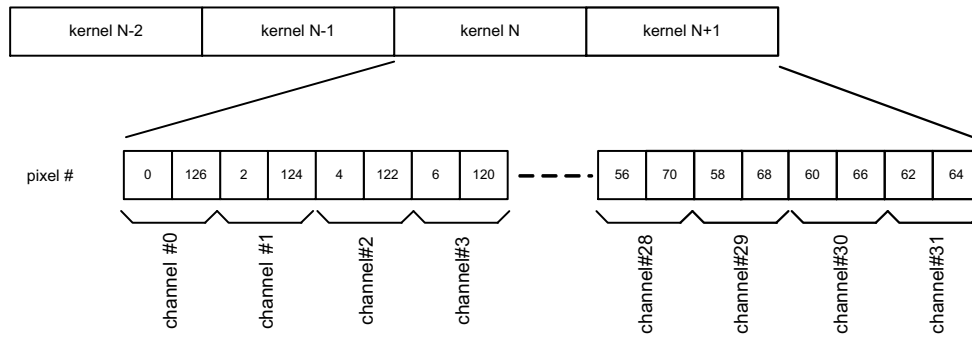 kernel N-2 kernel N-1 kernel N kernel N+1
pixel # 0 126 2 124 4 122 6 120 56 70 58 68 60 66 62 64
channel #0
channel #1
channel#2
channel#3
channel#28
channel#29
channel#30
channel#31